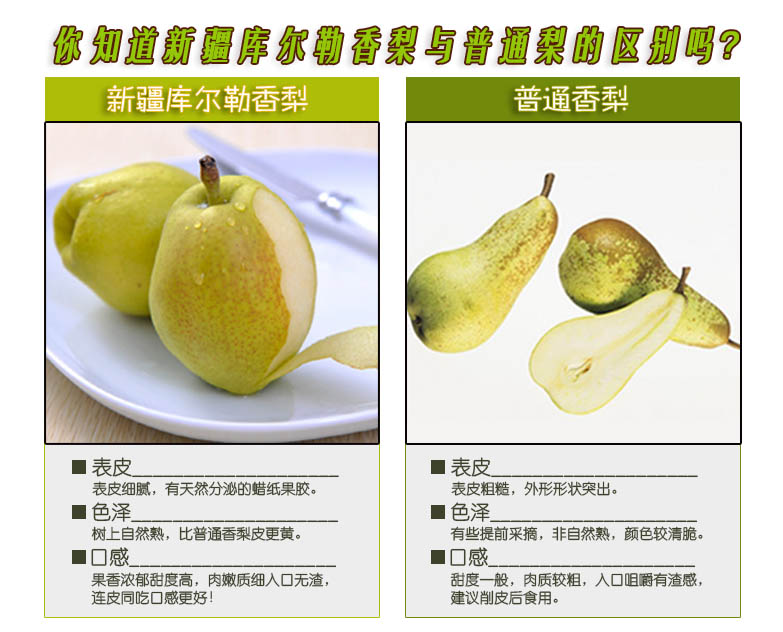 你知道新疆库尔勒香梨与普通梨的区别吗?
新疆库尔勒香梨
表皮
表皮细腻，有天然分泌的蜡纸果胶。
色泽
树上自然熟，比普通香梨皮更黄。
口感
果香浓郁甜度高，肉嫩质细入口无渣，
连皮同吃口感更好!
普通香梨
表皮
表皮粗糙，外形形状突出。
色泽
有些提前采摘，非自然熟，颜色较清脆。
口感
甜度一般，肉质较粗，入口咀嚼有渣感，
建议削皮后食用。